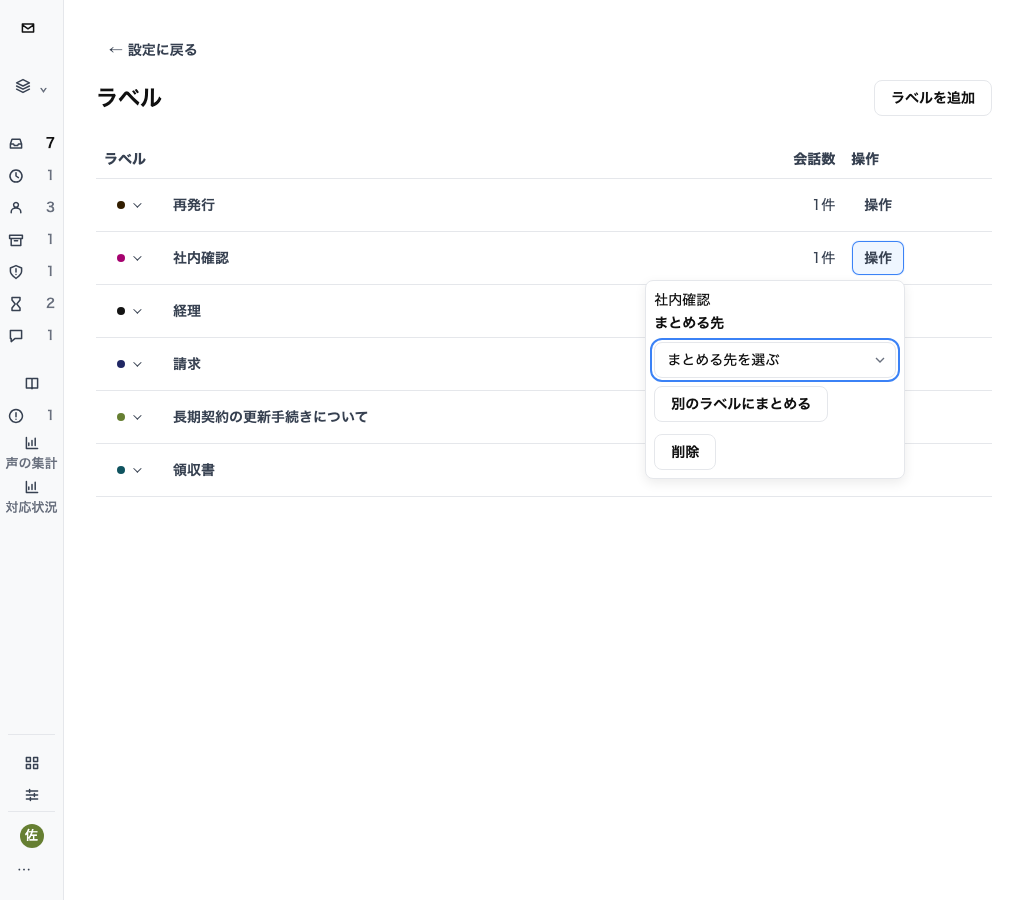 ← 設定に戻る
ラベル
ラベルを追加
ラベル 会話数 操作
再発行 1件 操作
社内確認 1件 操作
経理
請求
長期契約の更新手続きについて
領収書
社内確認
まとめる先
まとめる先を選ぶ
別のラベルにまとめる
削除
7
1
3
1
1
2
1
1
声の集計
対応状況
佐
…